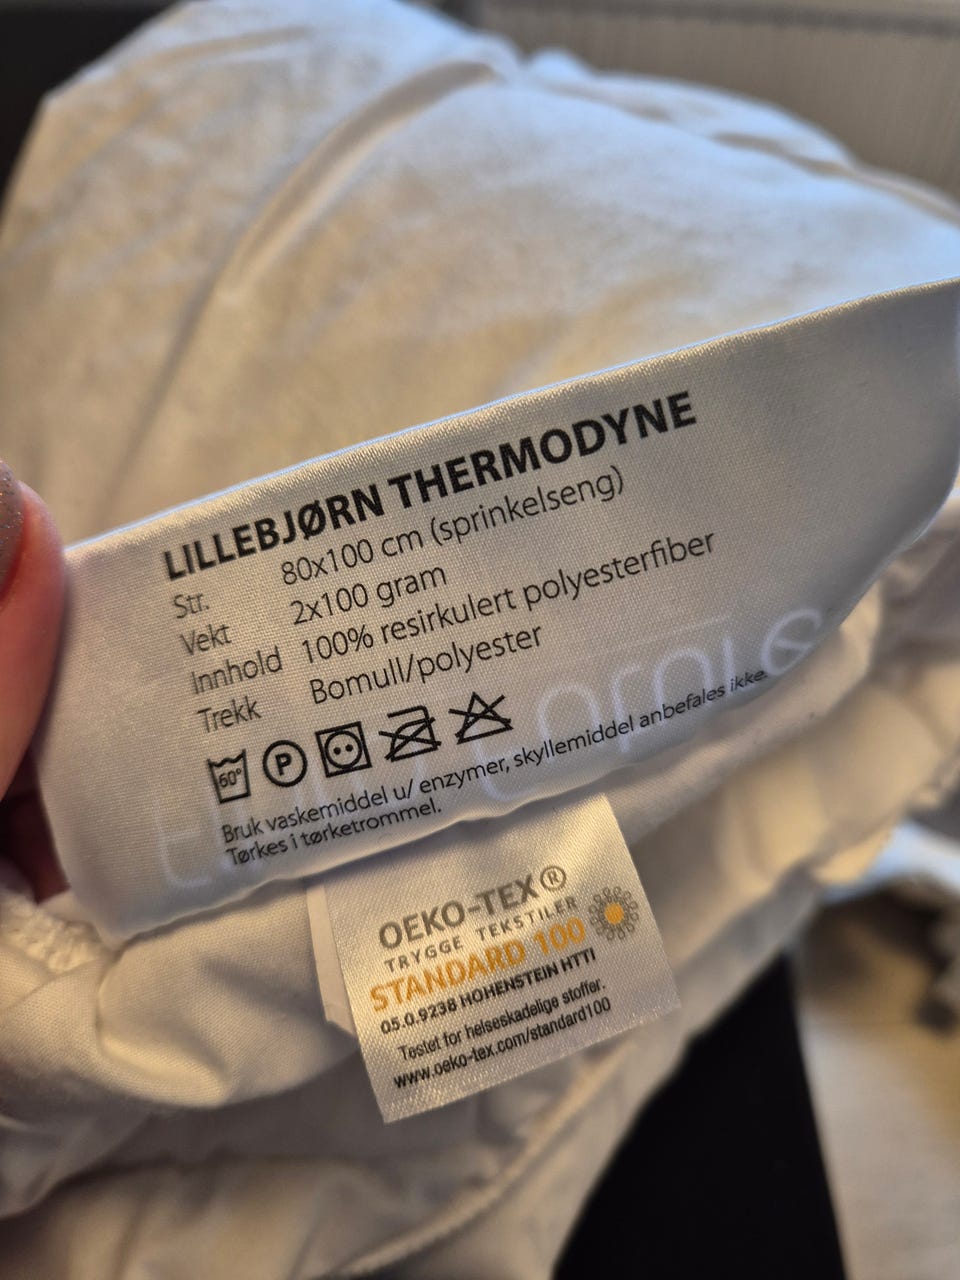 LILLEBJØRN THERMODYNE
Str. 80x100 cm (sprinkelseng)
Vekt 2x100 gram
Innhold 100% resirkulert polyesterfiber
Trekk Bomull/polyester
60° P
Bruk vaskemiddel u/ enzymer, skyllemiddel anbefales ikke.
Tørkes i tørketrommel.
OEKO-TEX®
TRYGGE TEKSTILER
STANDARD 100
05.0.9238 HOHENSTEIN HTTI
Testet for helseskadelige stoffer.
www.oeko-tex.com/standard100